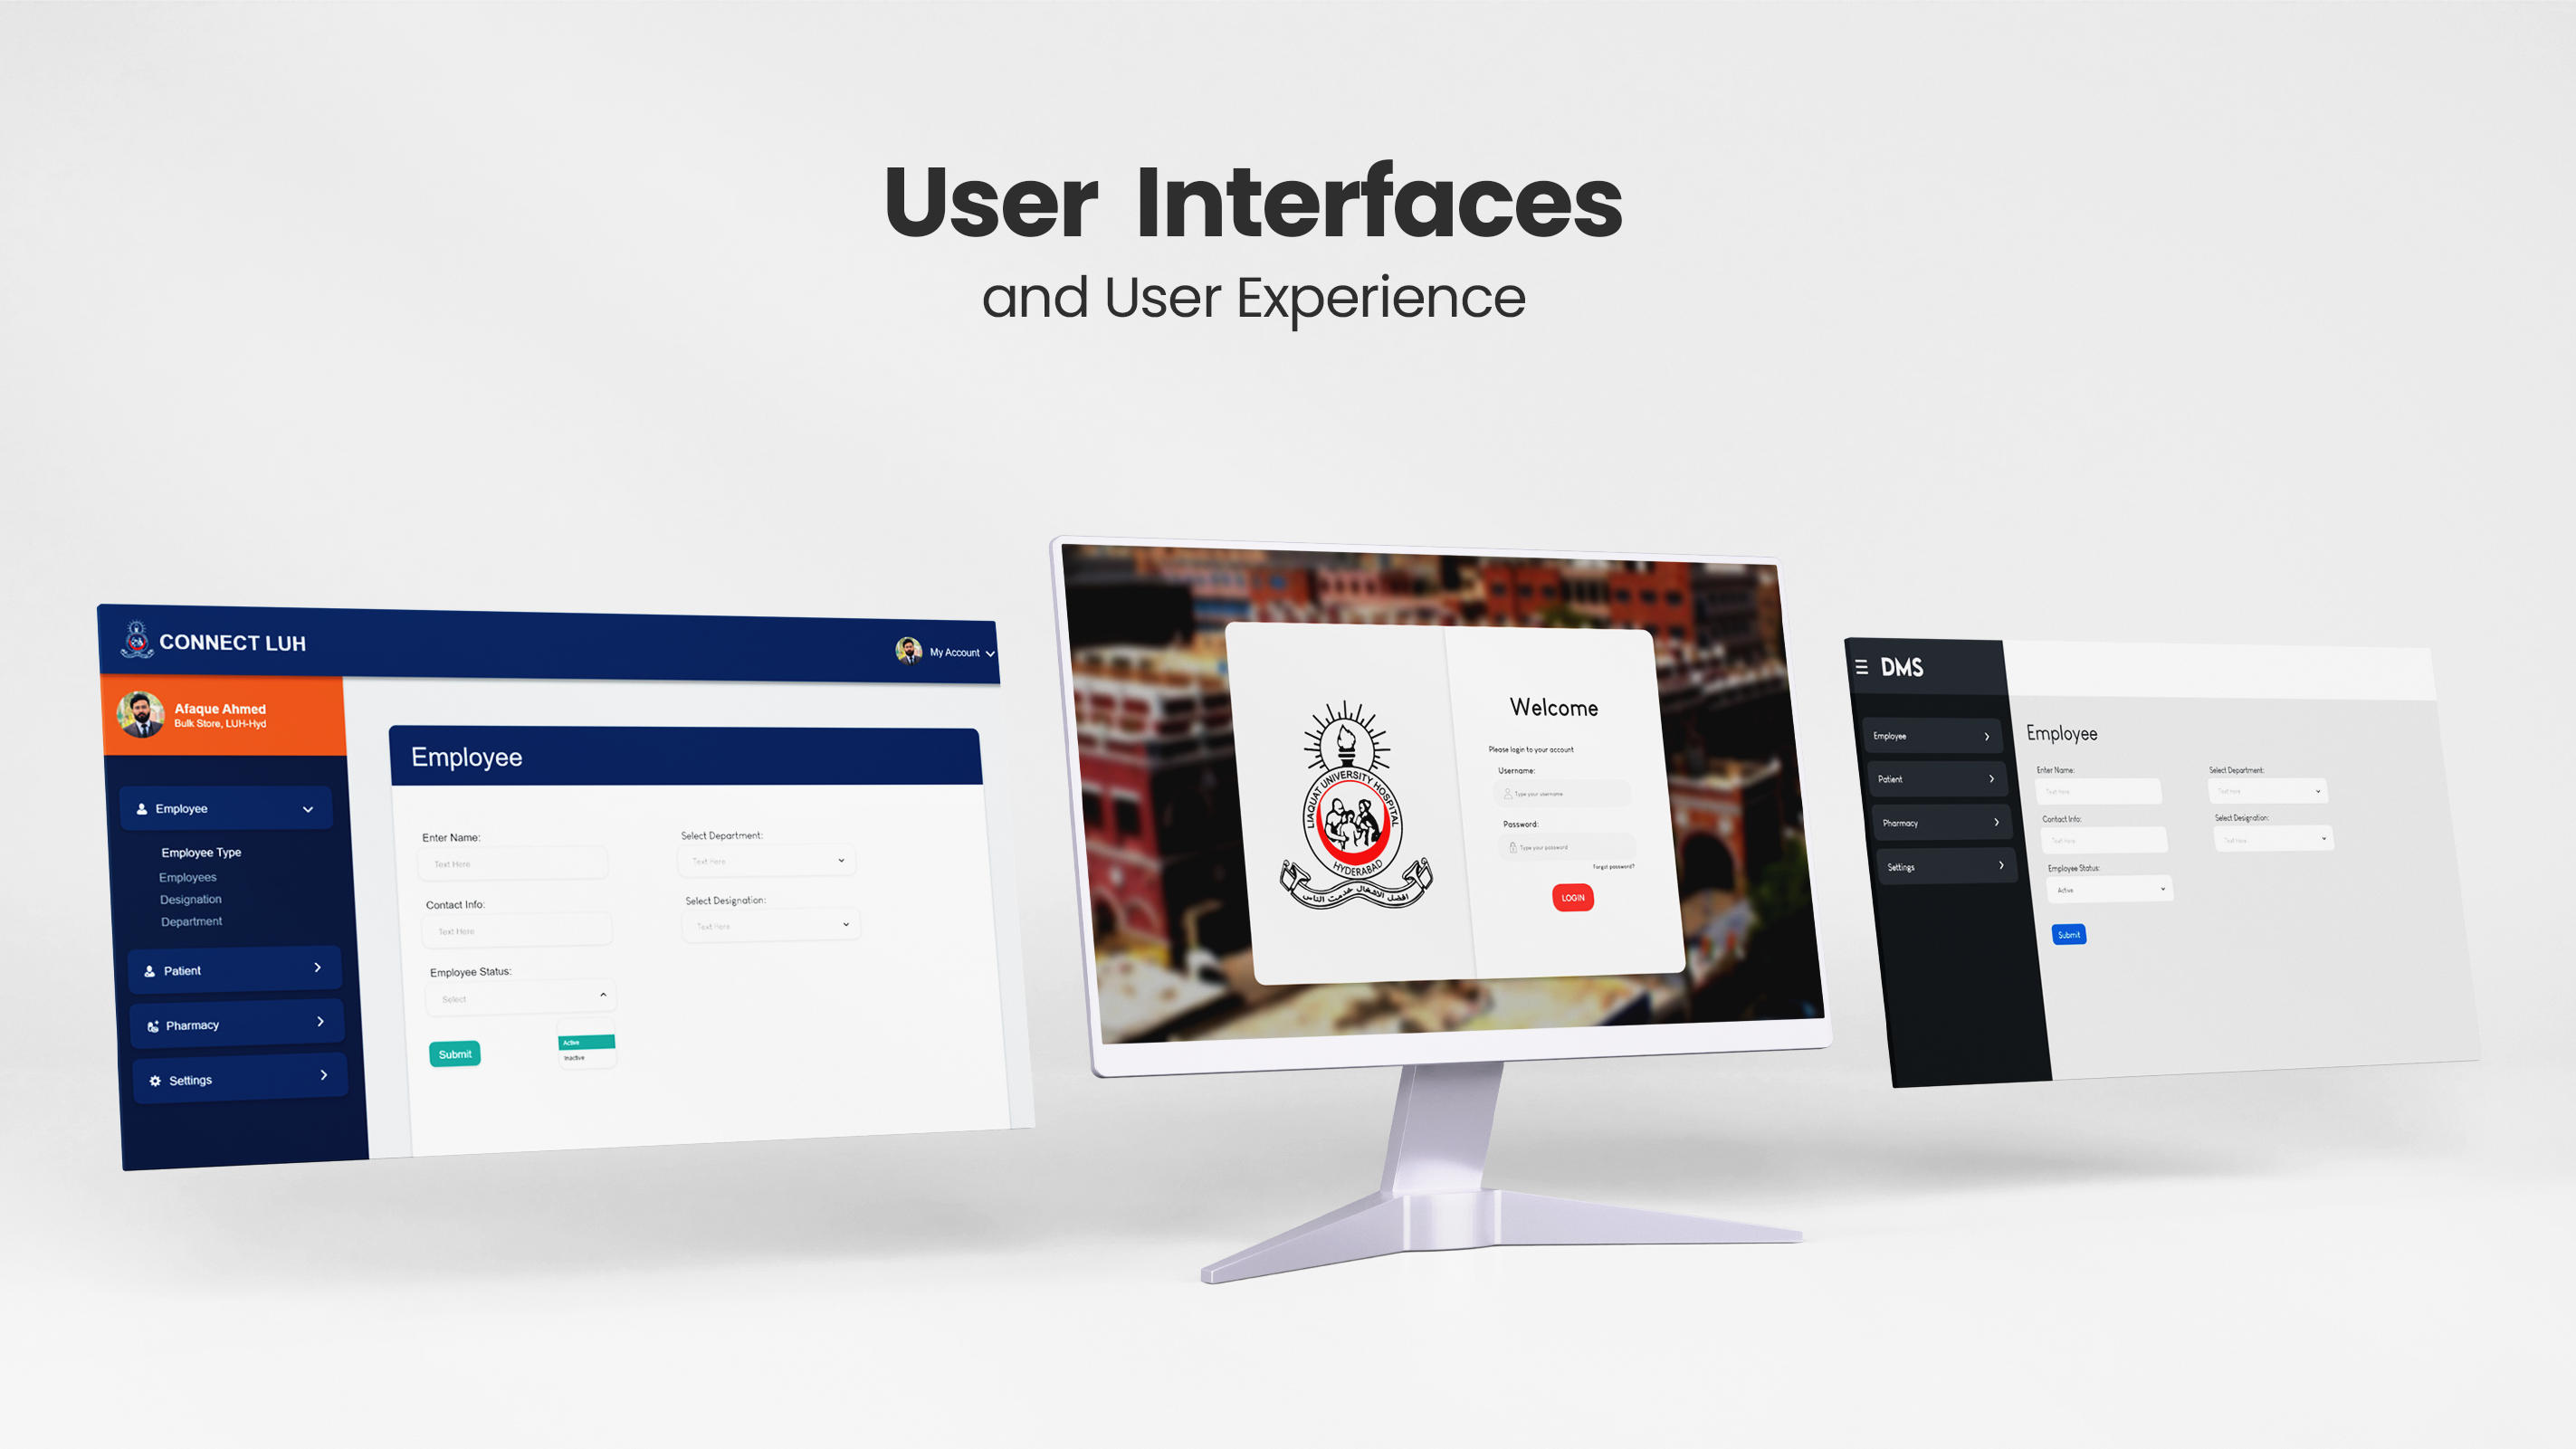 User Interfaces
and User Experience
CONNECT LUH
My Account
Afaque Ahmed
Bulk Store, LUH-Hyd
Employee
Employee Type
Employees
Designation
Department
Patient
Pharmacy
Settings
Employee
Enter Name:
Text Here
Select Department:
Text Here
Contact Info:
Text Here
Select Designation:
Text Here
Employee Status:
Select
Active
Inactive
Submit
LIAQUAT UNIVERSITY HOSPITAL
HYDERABAD
افضل الاشغال خدمت الناس
Welcome
Please login to your account
Username:
Type your username
Password:
Type your password
Forgot password?
LOGIN
DMS
Employee
Patient
Pharmacy
Settings
Employee
Enter Name:
Text Here
Select Department:
Text Here
Contact Info:
Text Here
Select Designation:
Text Here
Employee Status:
Active
Submit